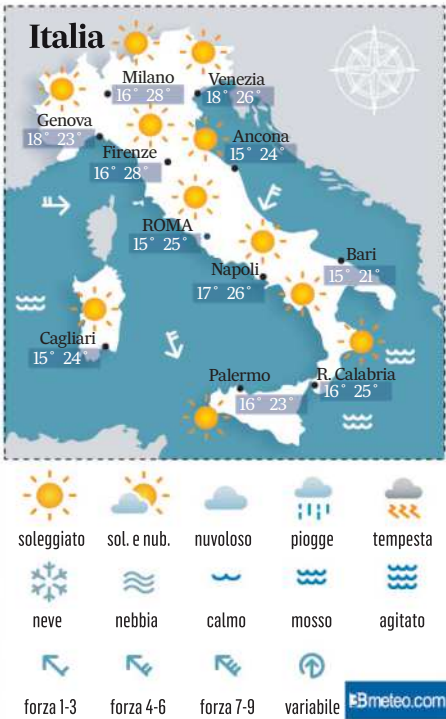 Italia
Milano
16° 28°
Venezia
18° 26°
Genova
18° 23°
Firenze
16° 28°
Ancona
15° 24°
ROMA
15° 25°
Napoli
17° 26°
Bari
15° 21°
Cagliari
15° 24°
Palermo
16° 23°
R. Calabria
16° 25°
soleggiato sol. e nub. nuvoloso piogge tempesta
neve nebbia calmo mosso agitato
forza 1-3 forza 4-6 forza 7-9 variabile
3Bmeteo.com